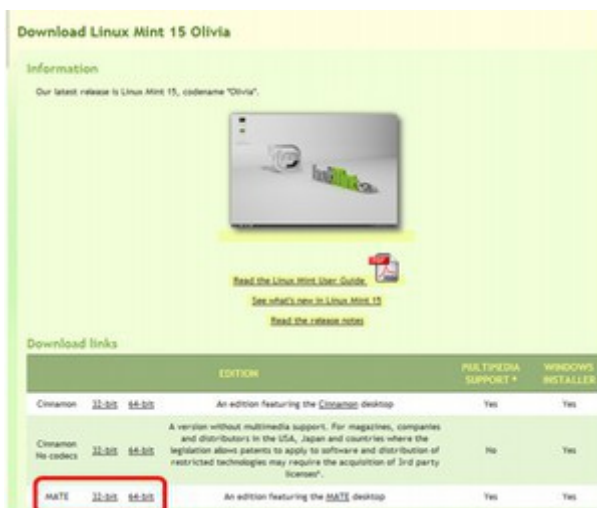 Download Linux Mint 15 Olivia
Information
Our latest release is Linux Mint 15, codename "Olivia".
Read the Linux Mint User Guide.
See what's new in Linux Mint 15
Read the release notes
Download links
EDITION
MULTIMEDIA SUPPORT *
WINDOWS INSTALLER
Cinnamon 32-bit 64-bit An edition featuring the Cinnamon desktop Yes Yes
A version without multimedia support. For magazines, companies
and distributors in the USA, Japan and countries where the
Cinnamon No codecs 32-bit 64-bit legislation allows patents to apply to software and distribution of No Yes
restricted technologies may require the acquisition of 3rd party
licenses*.
MATE 32-bit 64-bit An edition featuring the MATE desktop Yes Yes